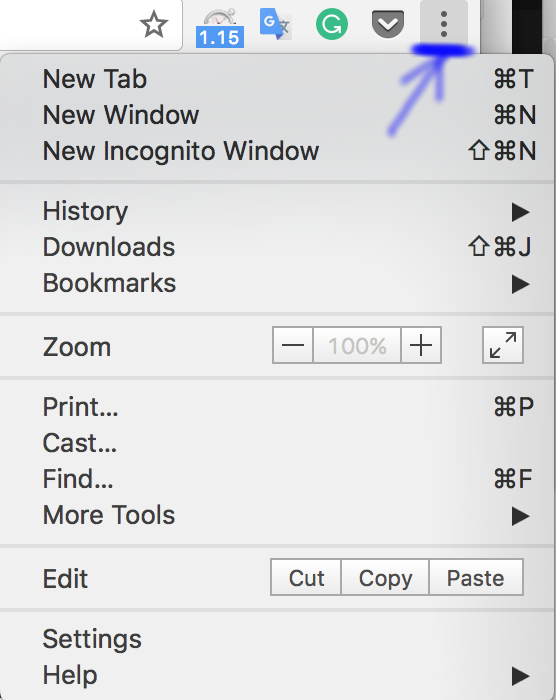 1.15
New Tab ⌘T
New Window ⌘N
New Incognito Window ⇧⌘N
History ▶
Downloads ⇧⌘J
Bookmarks ▶
Zoom — 100% +
Print... ⌘P
Cast...
Find... ⌘F
More Tools ▶
Edit Cut Copy Paste
Settings
Help ▶